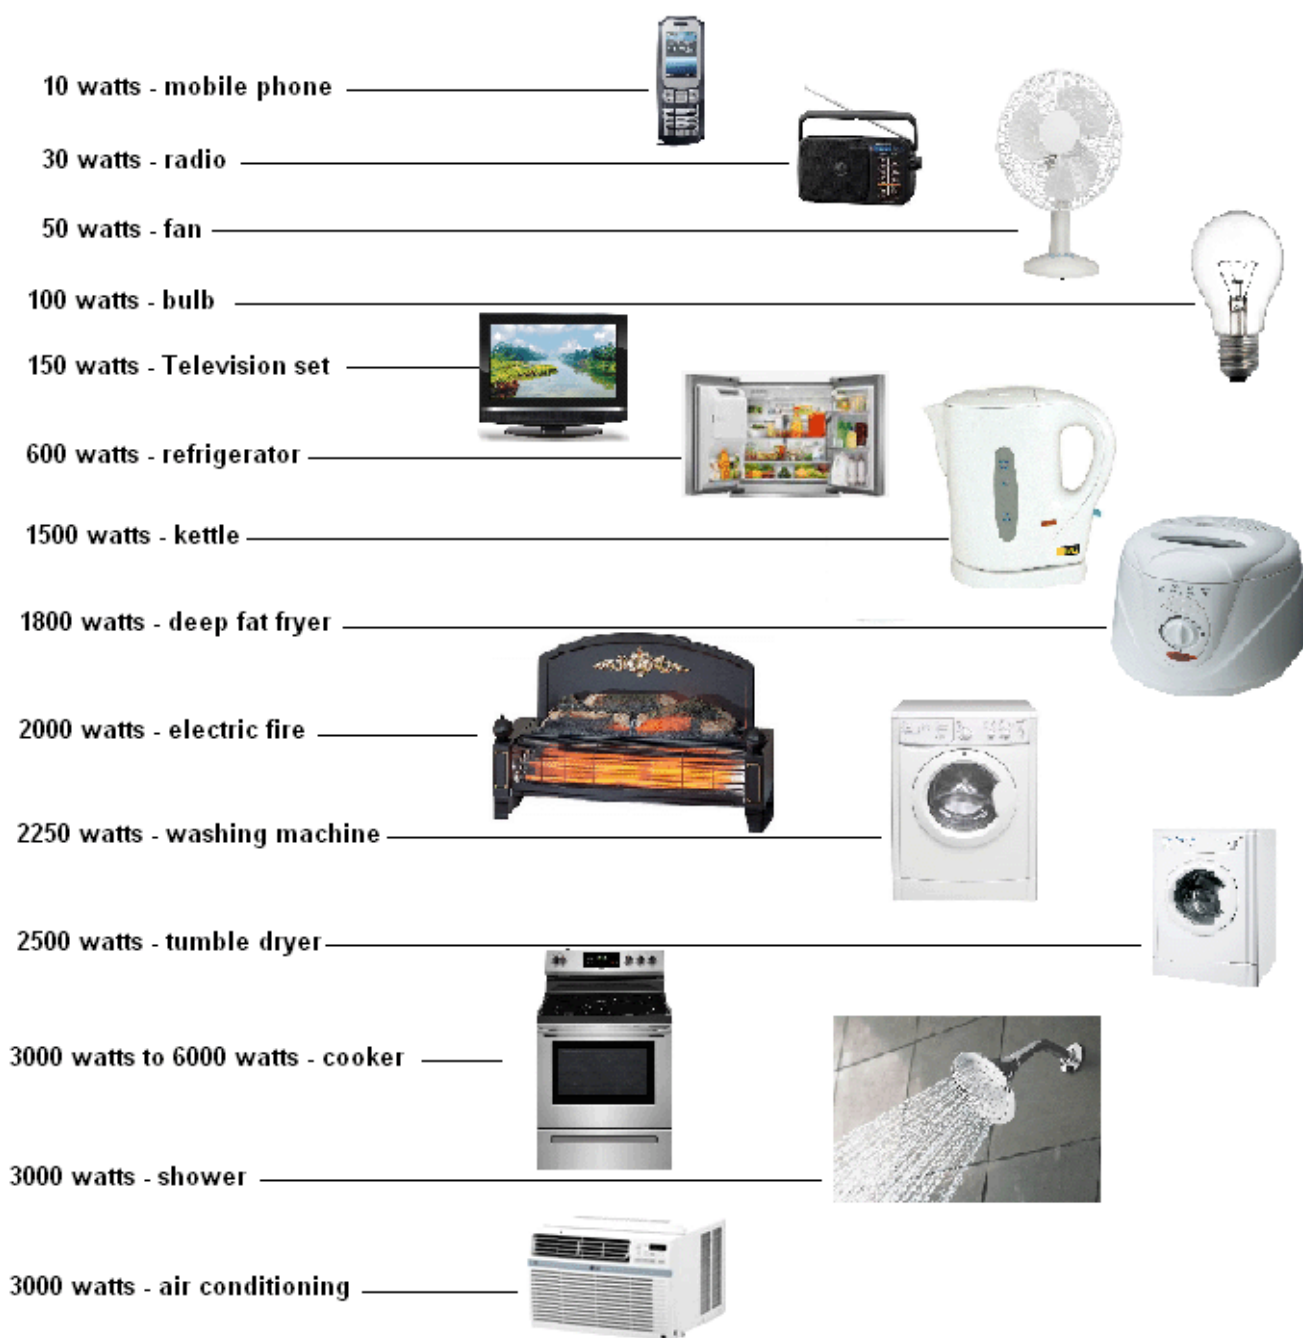 10 watts - mobile phone
30 watts - radio
50 watts - fan
100 watts - bulb
150 watts - Television set
600 watts - refrigerator
1500 watts - kettle
1800 watts - deep fat fryer
2000 watts - electric fire
2250 watts - washing machine
2500 watts - tumble dryer
3000 watts to 6000 watts - cooker
3000 watts - shower
3000 watts - air conditioning